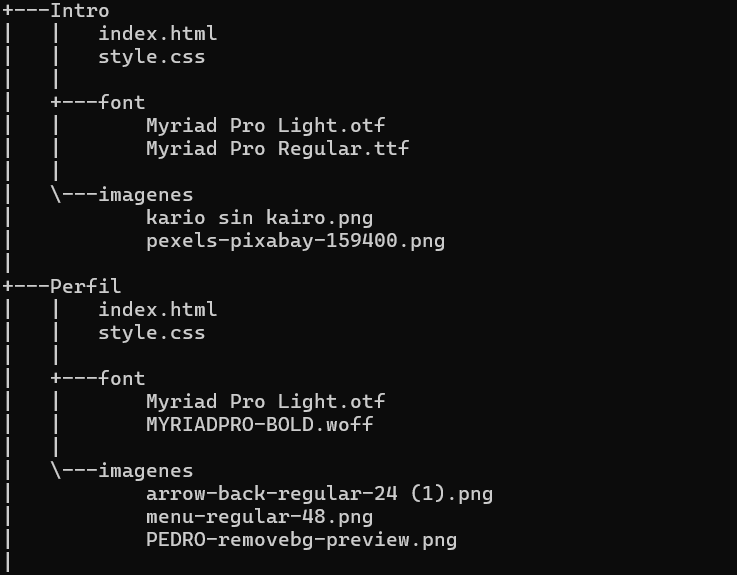 +---Intro
|   |   index.html
|   |   style.css
|   |
|   +---font
|   |       Myriad Pro Light.otf
|   |       Myriad Pro Regular.ttf
|   |
|   \---imagenes
|           kario sin kairo.png
|           pexels-pixabay-159400.png
|
+---Perfil
|   |   index.html
|   |   style.css
|   |
|   +---font
|   |       Myriad Pro Light.otf
|   |       MYRIADPRO-BOLD.woff
|   |
|   \---imagenes
|           arrow-back-regular-24 (1).png
|           menu-regular-48.png
|           PEDRO-removebg-preview.png
|